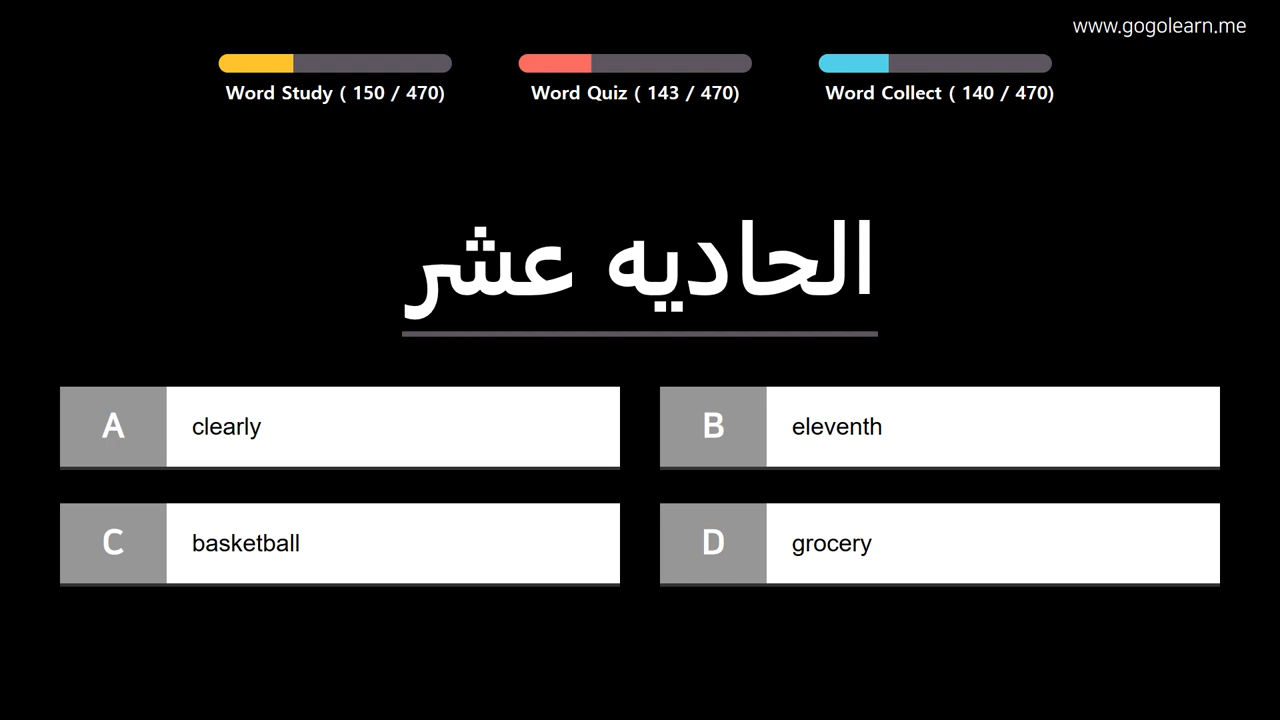 www.gogolearn.me
Word Study ( 150 / 470)
Word Quiz ( 143 / 470)
Word Collect ( 140 / 470)
الحاديه عشر
A clearly
B eleventh
C basketball
D grocery